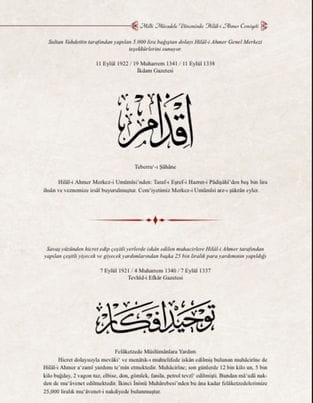 Milli Mücadele Döneminde Hilâl-i Ahmer Cemiyeti
Sultan Vahdettin tarafından yapılan 5.000 lira bağıştan dolayı Hilâl-i Ahmer Genel Merkezi
teşekkürlerini sunuyor.
11 Eylül 1922 / 19 Muharrem 1341 / 11 Eylül 1338
İkdam Gazetesi
اقدام
Teberru'-ı Şâhâne
Hilâl-i Ahmer Merkez-i Umûmîsi'nden: Taraf-ı Eşref-i Hazret-i Pâdişâhî'den beş bin lira
ihsân ve veznemize irsâl buyurulmuştur. Cem'iyetimiz Merkez-i Umûmîsi arz-ı şükrân eyler.
Savaş yüzünden hicret edip çeşitli yerlerde iskân edilen muhacirlere Hilâl-i Ahmer tarafından
yapılan çeşitli yiyecek ve giyecek yardımlarından başka 25 bin liralık para yardımının yapıldığı
7 Eylül 1921 / 4 Muharrem 1340 / 7 Eylül 1337
Tevhîd-i Efkâr Gazetesi
توحيد افكار
Felâketzede Müslümanlara Yardım
Hicret dolayısıyla mevâki' ve menâtık-ı muhtelifede iskân edilmiş bulunan muhâcirîne de
Hilâl-i Ahmer a'zamî yardımı te'mîn etmektedir. Muhâcirîne; son günlerde 12 bin kilo un, 5 bin
kilo buğday, 2 vagon tuz, elbise, don, gömlek, fanila, petrol tevzî' edilmiştir. Bundan mâ'adâ nak-
den de mu'âvenet edilmektedir. İkinci İnönü Muhârebesi'nden bu âna kadar felâketzedelerimize
25,000 liralık mu'âvenet-i nakdiyede bulunmuştur.